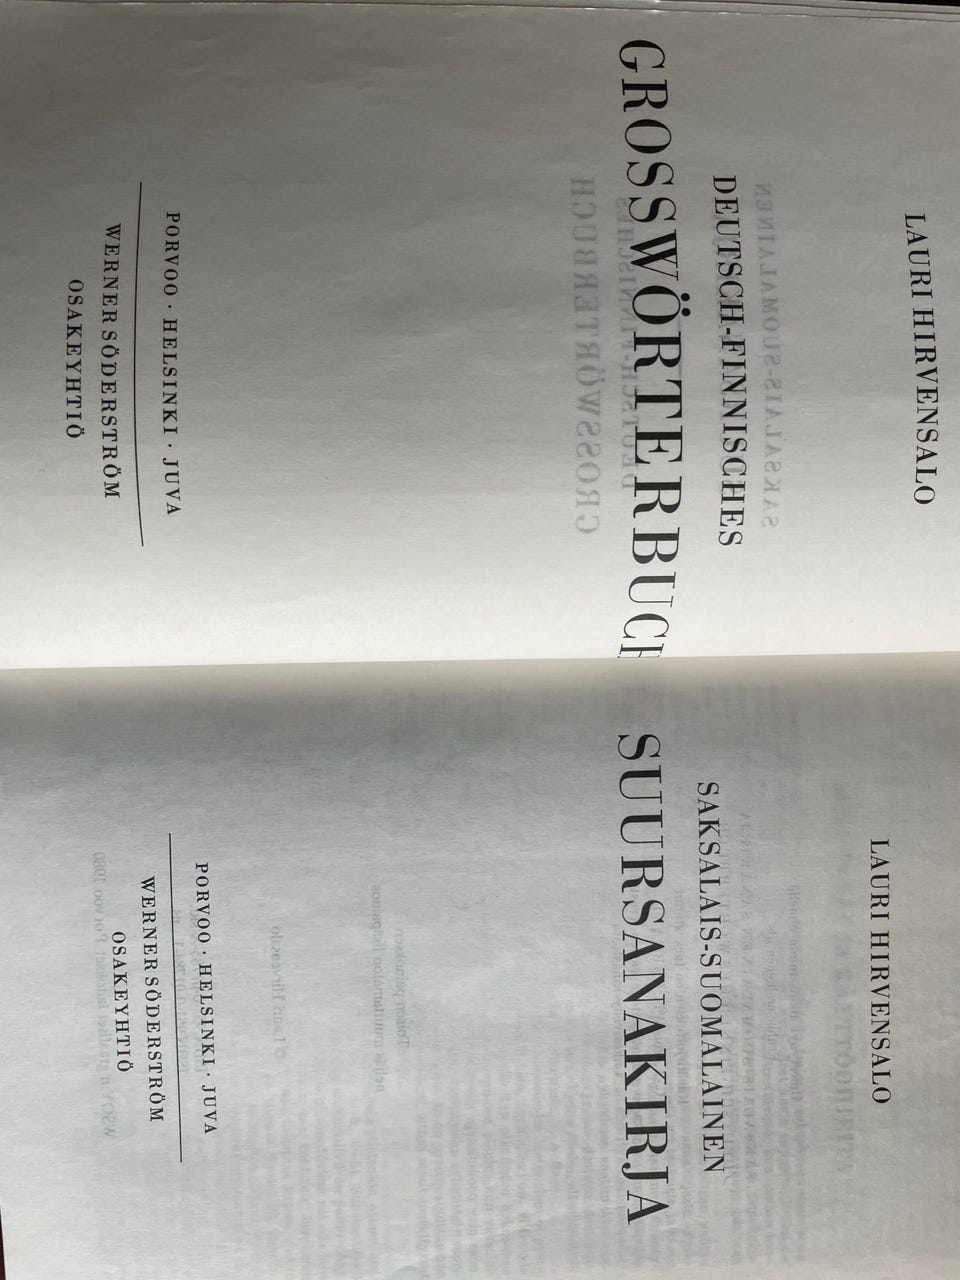 LAURI HIRVENSALO
DEUTSCH-FINNISCHES
GROSSWÖRTERBUCH
PORVOO · HELSINKI · JUVA
WERNER SÖDERSTRÖM
OSAKEYHTIÖ
LAURI HIRVENSALO
SAKSALAIS-SUOMALAINEN
SUURSANAKIRJA
PORVOO · HELSINKI · JUVA
WERNER SÖDERSTRÖM
OSAKEYHTIÖ